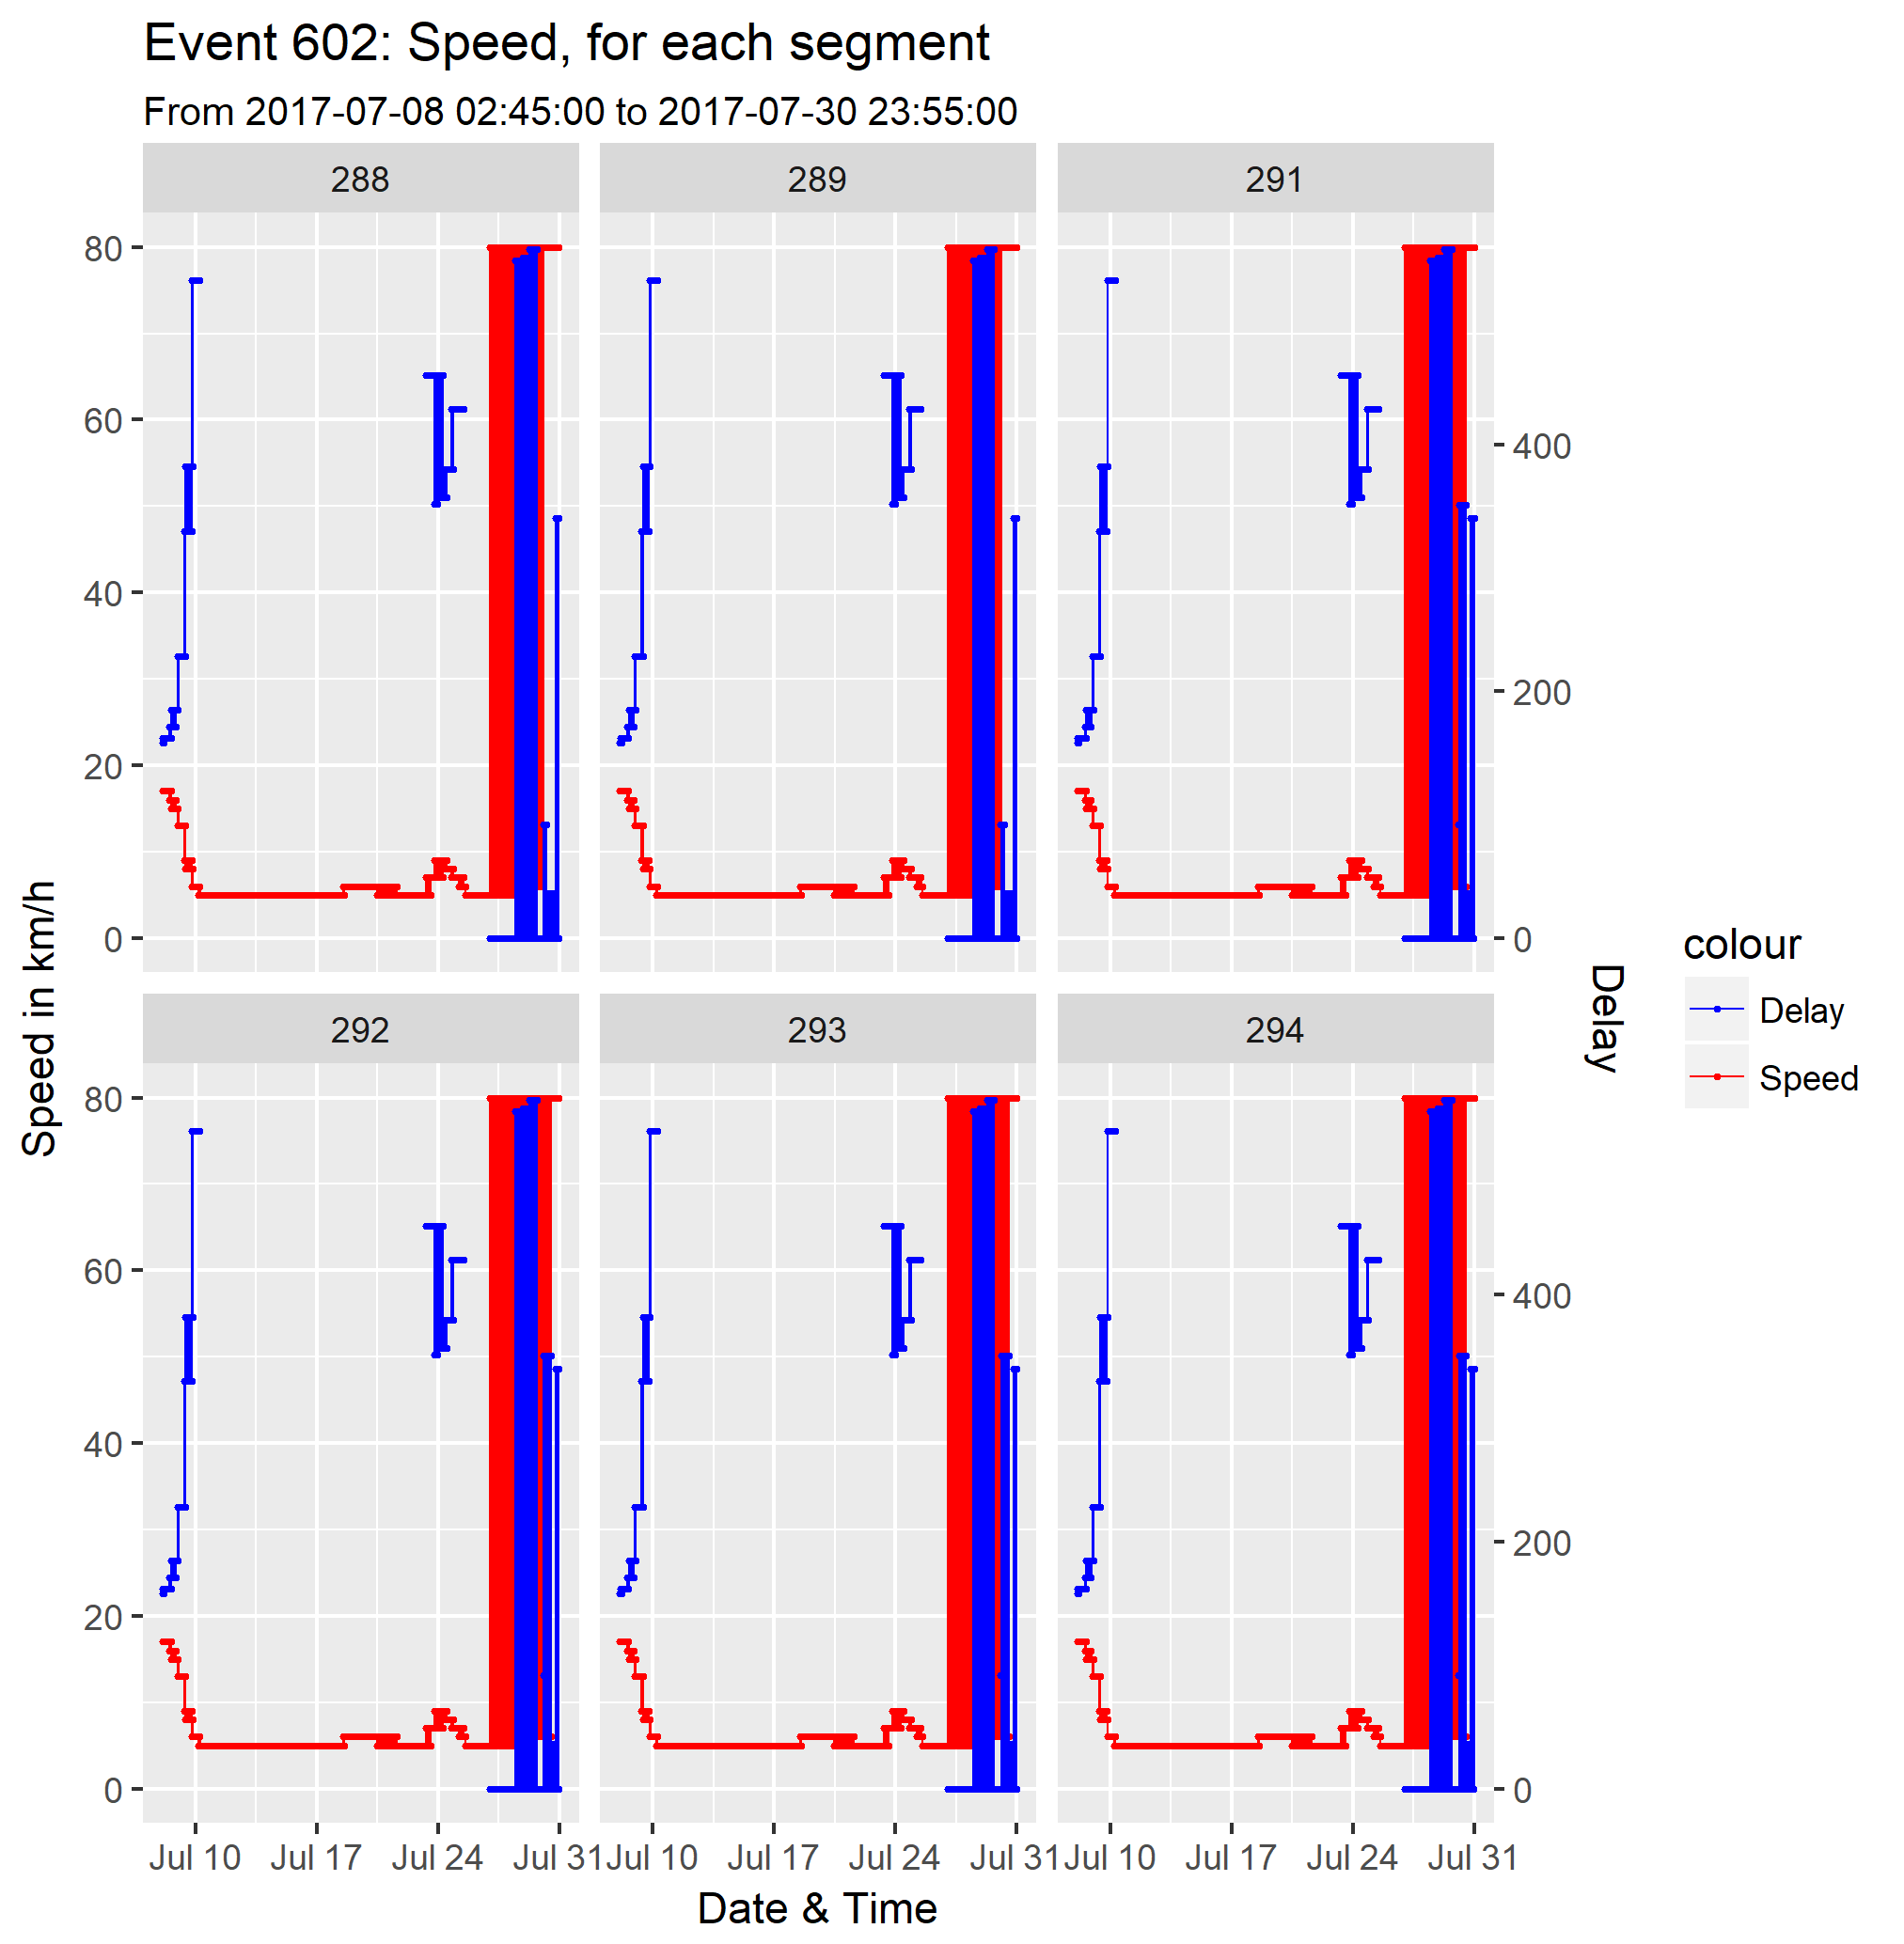 Event 602: Speed, for each segment
From 2017-07-08 02:45:00 to 2017-07-30 23:55:00
288 289 291
80
60
40
20
0
400
200
0
292 293 294
80
60
40
20
0
400
200
0
Jul 10 Jul 17 Jul 24 Jul 31 Jul 10 Jul 17 Jul 24 Jul 31 Jul 10 Jul 17 Jul 24 Jul 31
Date & Time
Speed in km/h
Delay
colour
Delay
Speed